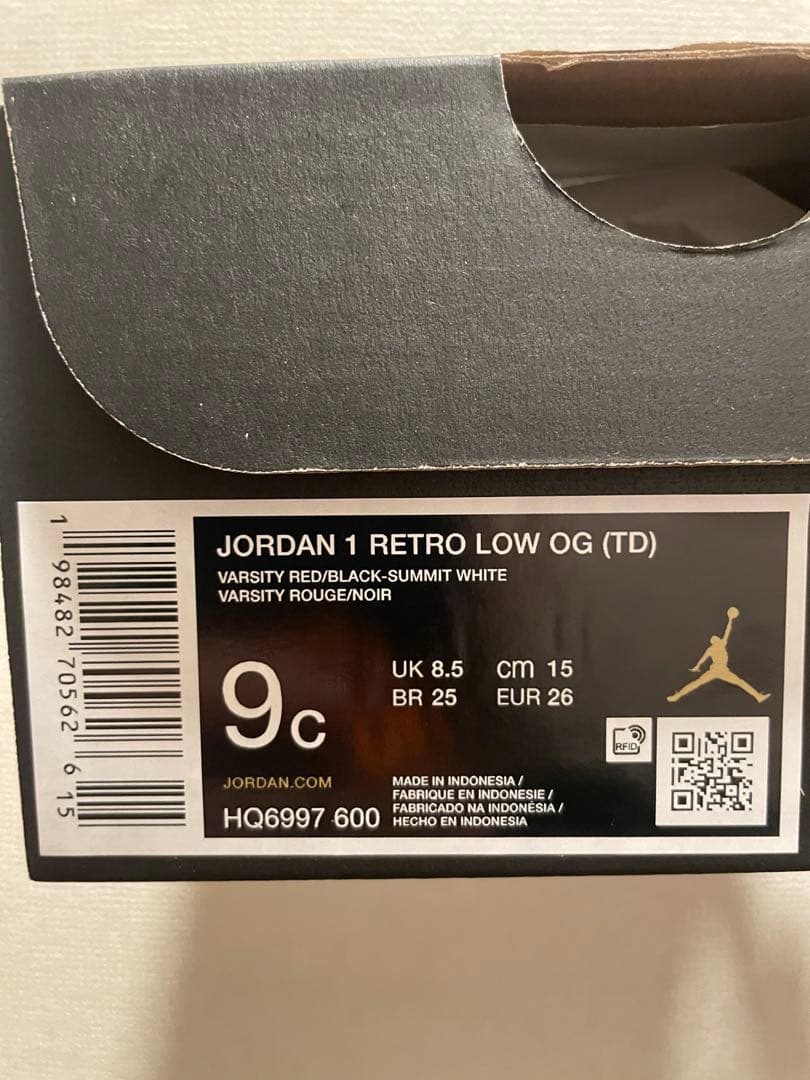 JORDAN 1 RETRO LOW OG (TD)
VARSITY RED/BLACK-SUMMIT WHITE
VARSITY ROUGE/NOIR
9c
UK 8.5 cm 15
BR 25 EUR 26
RFID
JORDAN.COM
HQ6997 600
MADE IN INDONESIA /
FABRIQUE EN INDONESIE /
FABRICADO NA INDONÉSIA /
HECHO EN INDONESIA
1 98482 70562 6 15